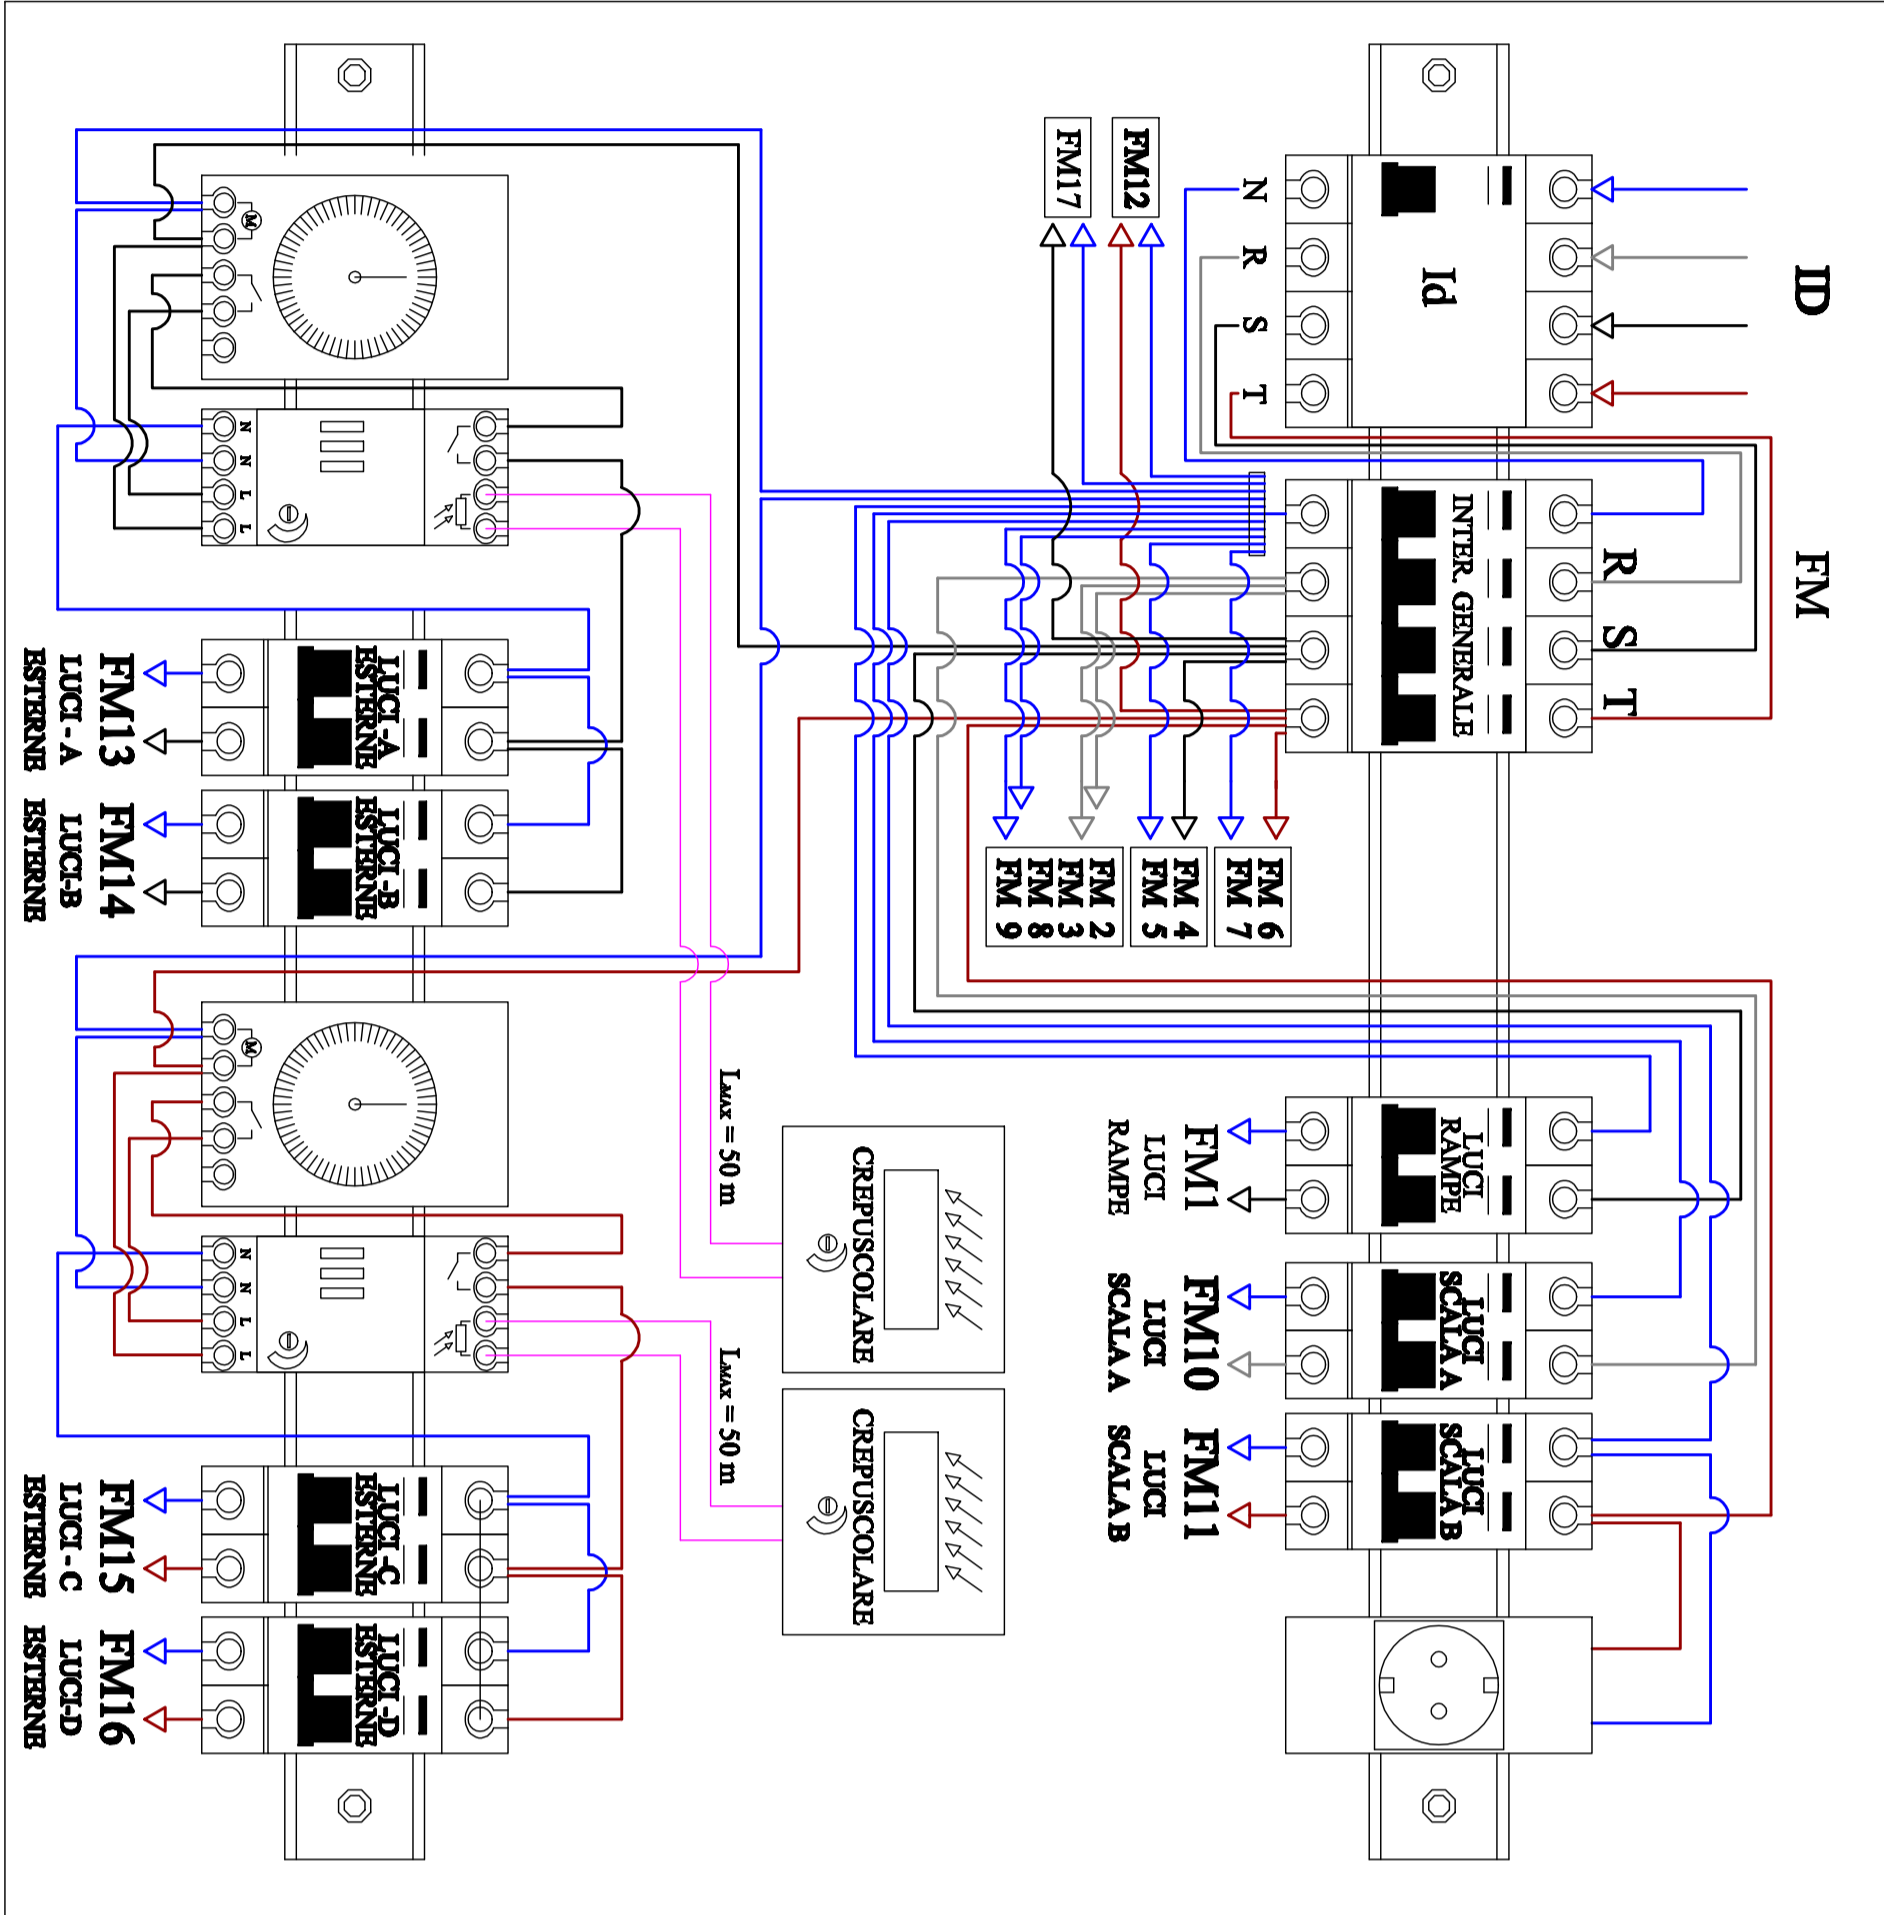 ID
FM
Id
N
R
S
T
R
S
T
INTER. GENERALE
FM12
FM17
FM 6
FM 7
FM 4
FM 5
FM 2
FM 3
FM 8
FM 9
LUCI
RAMPE
FM1
LUCI
RAMPE
LUCI
SCALA A
FM10
LUCI
SCALA A
LUCI
SCALA B
FM11
LUCI
SCALA B
CREPUSCOLARE
CREPUSCOLARE
LMAX = 50 m
LMAX = 50 m
M
N
N
L
L
LUCI -A
ESTERNE
FM13
LUCI - A
ESTERNE
LUCI -B
ESTERNE
FM14
LUCI-B
ESTERNE
M
N
N
L
L
LUCI -C
ESTERNE
FM15
LUCI - C
ESTERNE
LUCI -D
ESTERNE
FM16
LUCI-D
ESTERNE